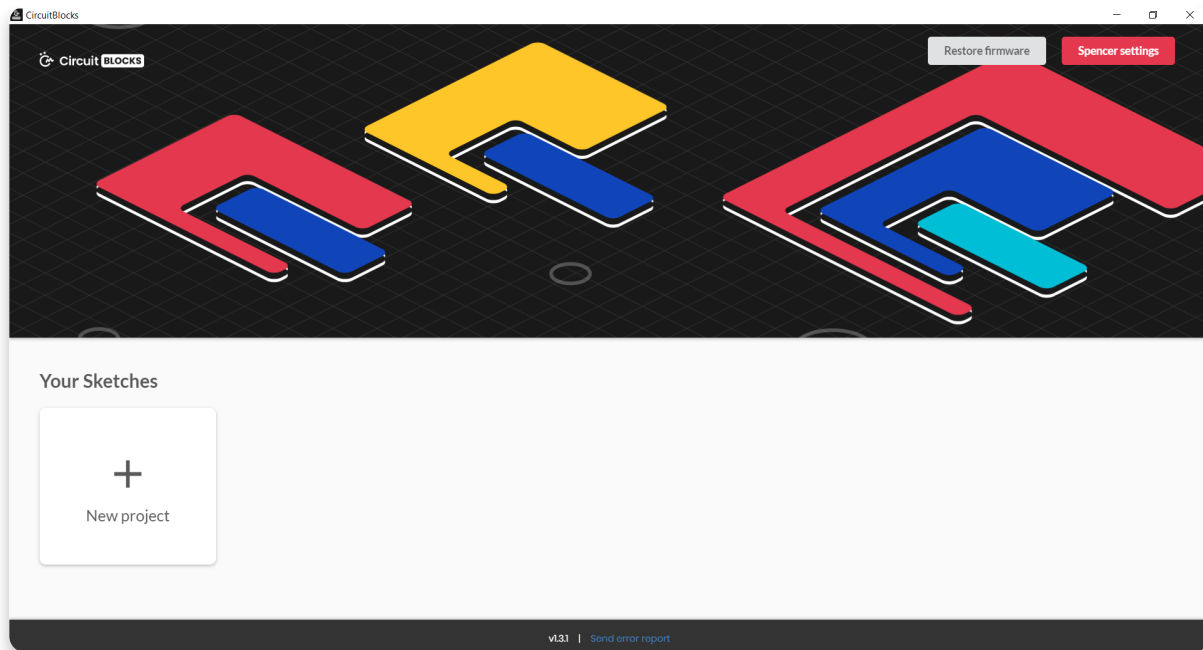 CircuitBlocks
Circuit BLOCKS
Restore firmware
Spencer settings
Your Sketches
New project
v1.3.1 | Send error report